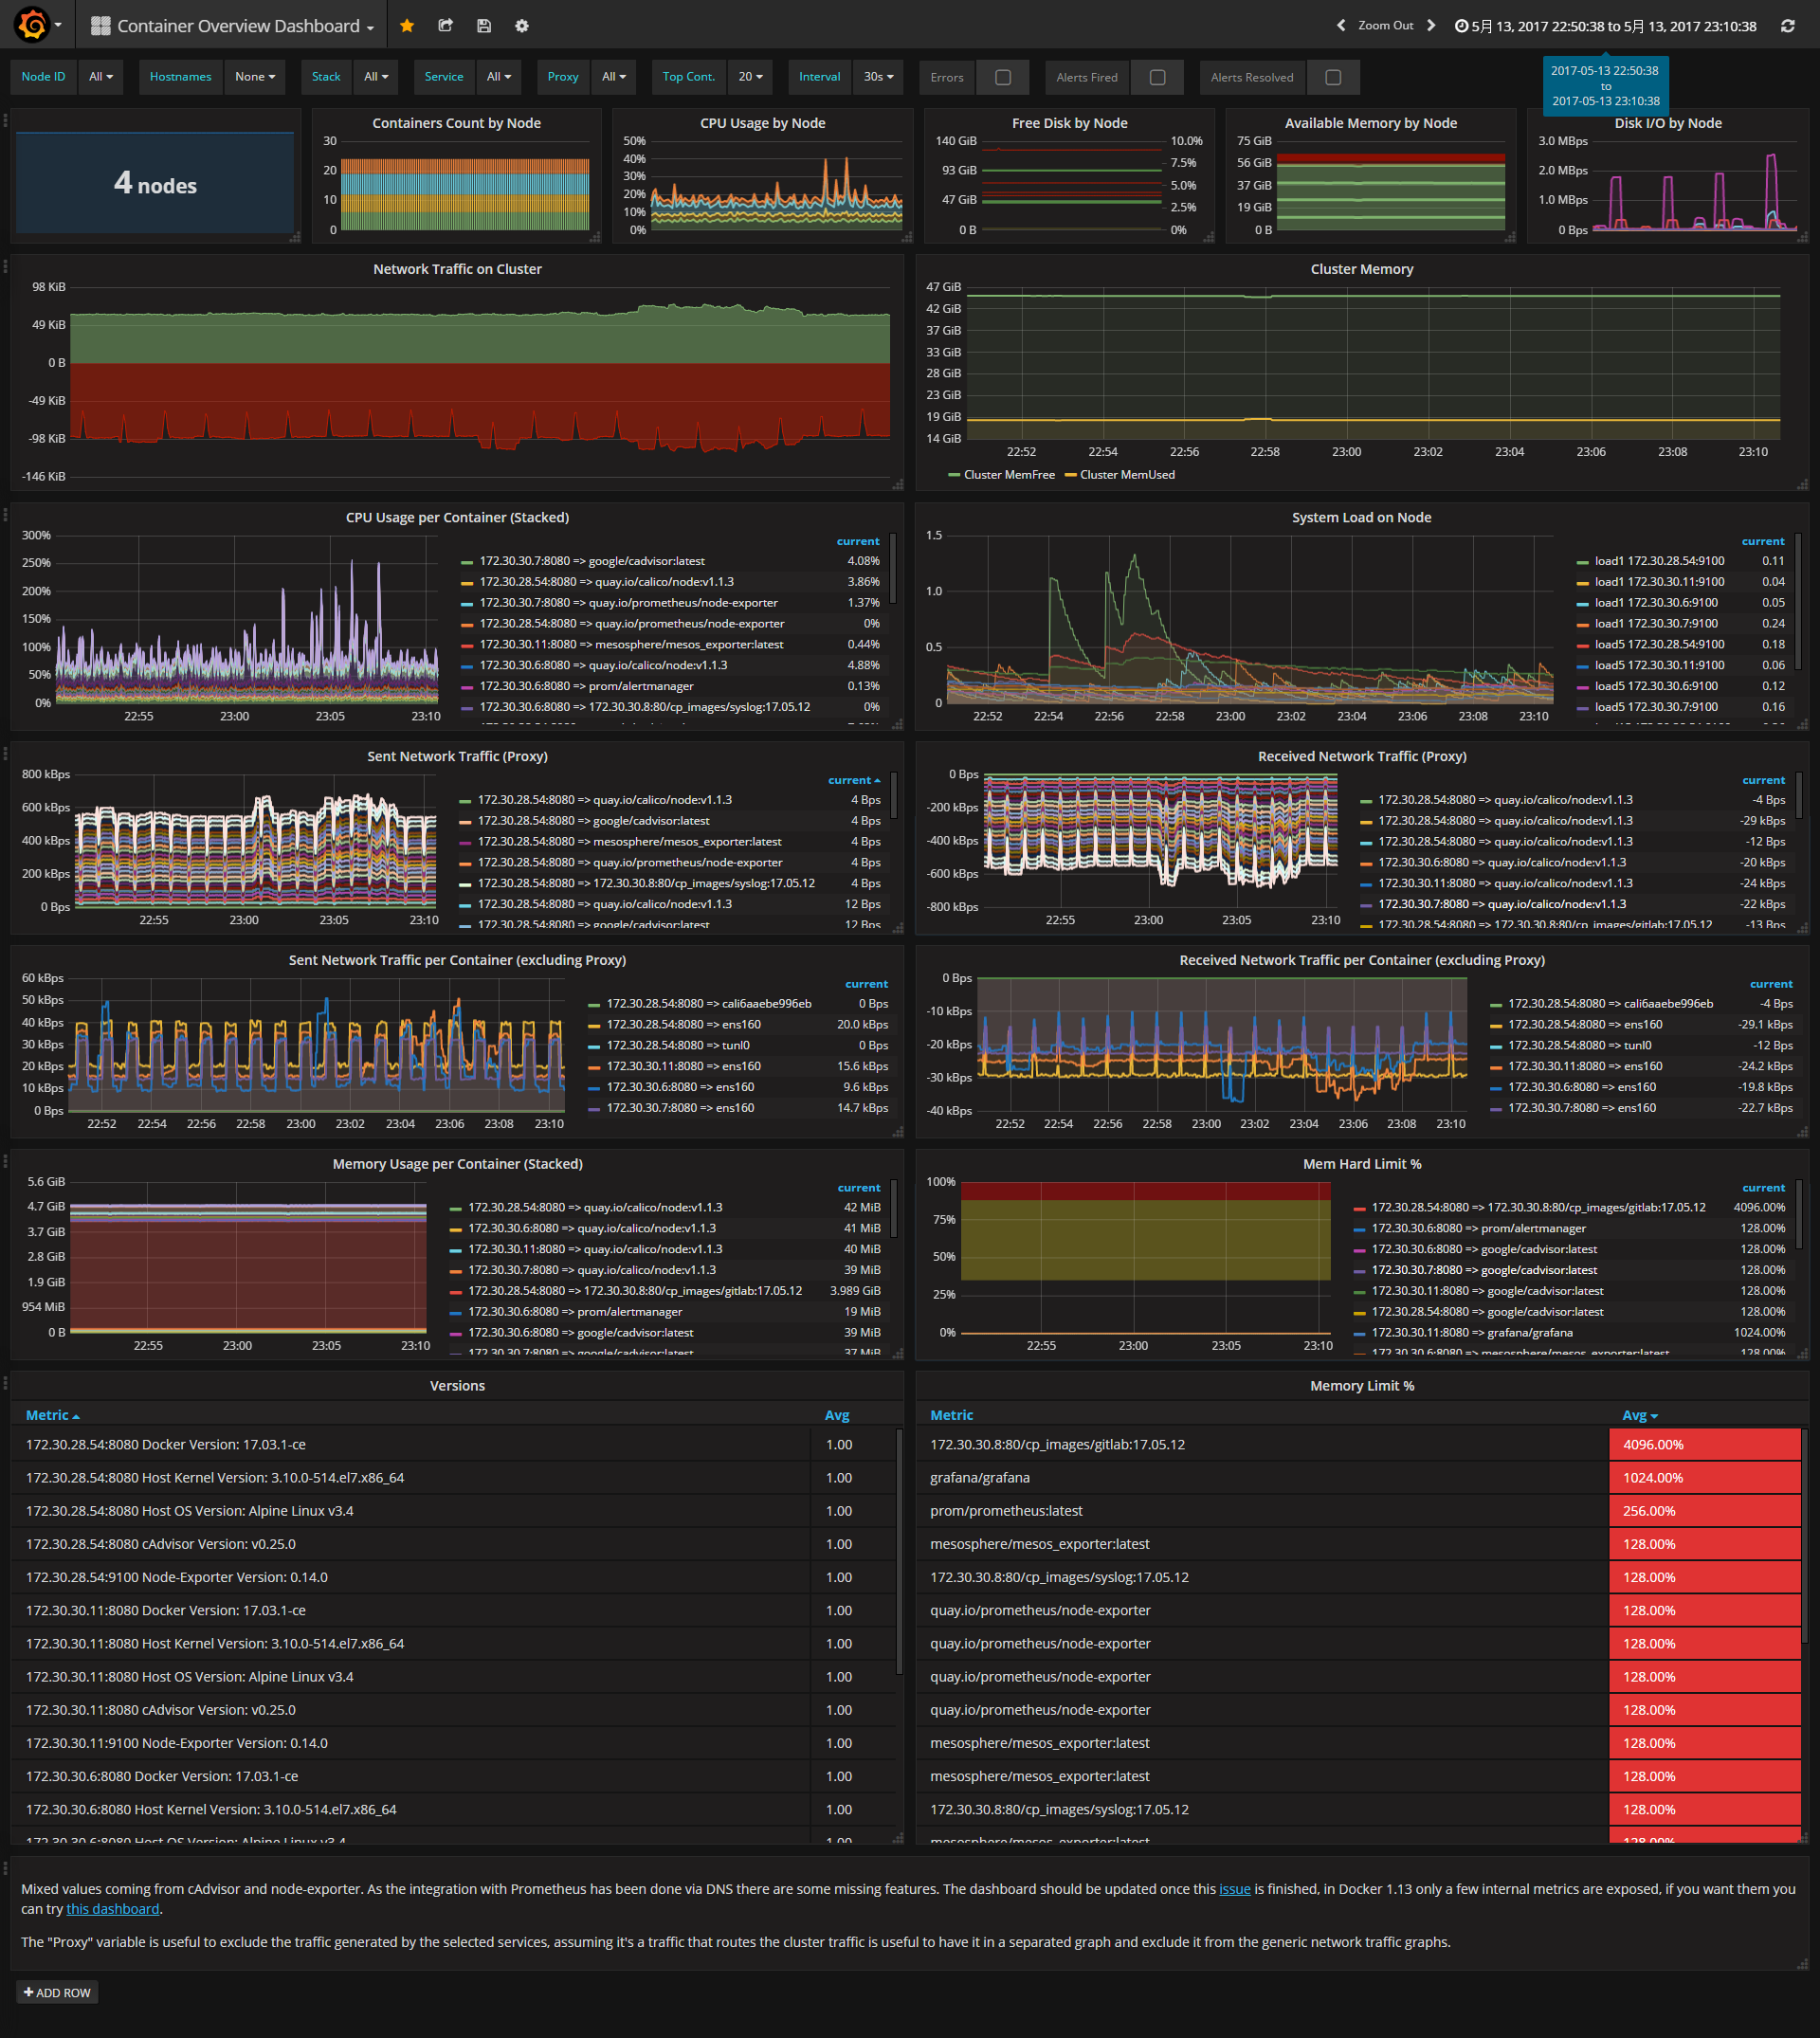 Container Overview Dashboard
Zoom Out
5月 13, 2017 22:50:38 to 5月 13, 2017 23:10:38
Node ID All Hostnames None Stack All Service All Proxy All Top Cont. 20 Interval 30s Errors Alerts Fired Alerts Resolved
2017-05-13 22:50:38
to
2017-05-13 23:10:38
4 nodes
Containers Count by Node
30
20
10
0
CPU Usage by Node
50%
40%
30%
20%
10%
0%
Free Disk by Node
140 GiB
93 GiB
47 GiB
0 B
10.0%
7.5%
5.0%
2.5%
0%
Available Memory by Node
75 GiB
56 GiB
37 GiB
19 GiB
0 B
Disk I/O by Node
3.0 MBps
2.0 MBps
1.0 MBps
0 Bps
Network Traffic on Cluster
98 KiB
49 KiB
0 B
-49 KiB
-98 KiB
-146 KiB
Cluster Memory
47 GiB
42 GiB
37 GiB
33 GiB
28 GiB
23 GiB
19 GiB
14 GiB
22:52 22:54 22:56 22:58 23:00 23:02 23:04 23:06 23:08 23:10
Cluster MemFree Cluster MemUsed
CPU Usage per Container (Stacked)
300%
250%
200%
150%
100%
50%
0%
22:55 23:00 23:05 23:10
current
172.30.30.7:8080 => google/cadvisor:latest 4.08%
172.30.28.54:8080 => quay.io/calico/node:v1.1.3 3.86%
172.30.30.7:8080 => quay.io/prometheus/node-exporter 1.37%
172.30.28.54:8080 => quay.io/prometheus/node-exporter 0%
172.30.30.11:8080 => mesosphere/mesos_exporter:latest 0.44%
172.30.30.6:8080 => quay.io/calico/node:v1.1.3 4.88%
172.30.30.6:8080 => prom/alertmanager 0.13%
172.30.30.6:8080 => 172.30.30.8:80/cp_images/syslog:17.05.12 0%
System Load on Node
1.5
1.0
0.5
0
22:52 22:54 22:56 22:58 23:00 23:02 23:04 23:06 23:08 23:10
current
load1 172.30.28.54:9100 0.11
load1 172.30.30.11:9100 0.04
load1 172.30.30.6:9100 0.05
load1 172.30.30.7:9100 0.24
load5 172.30.28.54:9100 0.18
load5 172.30.30.11:9100 0.06
load5 172.30.30.6:9100 0.12
load5 172.30.30.7:9100 0.16
Sent Network Traffic (Proxy)
800 kBps
600 kBps
400 kBps
200 kBps
0 Bps
22:55 23:00 23:05 23:10
current
172.30.28.54:8080 => quay.io/calico/node:v1.1.3 4 Bps
172.30.28.54:8080 => google/cadvisor:latest 4 Bps
172.30.28.54:8080 => mesosphere/mesos_exporter:latest 4 Bps
172.30.28.54:8080 => quay.io/prometheus/node-exporter 4 Bps
172.30.28.54:8080 => 172.30.30.8:80/cp_images/syslog:17.05.12 4 Bps
172.30.28.54:8080 => quay.io/calico/node:v1.1.3 12 Bps
172.30.28.54:8080 => google/cadvisor:latest 12 Bps
Received Network Traffic (Proxy)
0 Bps
-200 kBps
-400 kBps
-600 kBps
-800 kBps
22:55 23:00 23:05 23:10
current
172.30.28.54:8080 => quay.io/calico/node:v1.1.3 -4 Bps
172.30.28.54:8080 => quay.io/calico/node:v1.1.3 -29 kBps
172.30.28.54:8080 => quay.io/calico/node:v1.1.3 -12 Bps
172.30.30.6:8080 => quay.io/calico/node:v1.1.3 -20 kBps
172.30.30.11:8080 => quay.io/calico/node:v1.1.3 -24 kBps
172.30.30.7:8080 => quay.io/calico/node:v1.1.3 -22 kBps
172.30.28.54:8080 => 172.30.30.8:80/cp_images/gitlab:17.05.12 -13 Bps
Sent Network Traffic per Container (excluding Proxy)
60 kBps
50 kBps
40 kBps
30 kBps
20 kBps
10 kBps
0 Bps
22:52 22:54 22:56 22:58 23:00 23:02 23:04 23:06 23:08 23:10
current
172.30.28.54:8080 => cali6aaebe996eb 0 Bps
172.30.28.54:8080 => ens160 20.0 kBps
172.30.28.54:8080 => tunl0 0 Bps
172.30.30.11:8080 => ens160 15.6 kBps
172.30.30.6:8080 => ens160 9.6 kBps
172.30.30.7:8080 => ens160 14.7 kBps
Received Network Traffic per Container (excluding Proxy)
0 Bps
-10 kBps
-20 kBps
-30 kBps
-40 kBps
22:52 22:54 22:56 22:58 23:00 23:02 23:04 23:06 23:08 23:10
current
172.30.28.54:8080 => cali6aaebe996eb -4 Bps
172.30.28.54:8080 => ens160 -29.1 kBps
172.30.28.54:8080 => tunl0 -12 Bps
172.30.30.11:8080 => ens160 -24.2 kBps
172.30.30.6:8080 => ens160 -19.8 kBps
172.30.30.7:8080 => ens160 -22.7 kBps
Memory Usage per Container (Stacked)
5.6 GiB
4.7 GiB
3.7 GiB
2.8 GiB
1.9 GiB
954 MiB
0 B
22:55 23:00 23:05 23:10
current
172.30.28.54:8080 => quay.io/calico/node:v1.1.3 42 MiB
172.30.30.6:8080 => quay.io/calico/node:v1.1.3 41 MiB
172.30.30.11:8080 => quay.io/calico/node:v1.1.3 40 MiB
172.30.30.7:8080 => quay.io/calico/node:v1.1.3 39 MiB
172.30.28.54:8080 => 172.30.30.8:80/cp_images/gitlab:17.05.12 3.989 GiB
172.30.30.6:8080 => prom/alertmanager 19 MiB
172.30.30.6:8080 => google/cadvisor:latest 39 MiB
172.30.30.7:8080 => google/cadvisor:latest 37 MiB
Mem Hard Limit %
100%
75%
50%
25%
0%
22:55 23:00 23:05 23:10
current
172.30.28.54:8080 => 172.30.30.8:80/cp_images/gitlab:17.05.12 4096.00%
172.30.30.6:8080 => prom/alertmanager 128.00%
172.30.30.6:8080 => google/cadvisor:latest 128.00%
172.30.30.7:8080 => google/cadvisor:latest 128.00%
172.30.30.11:8080 => google/cadvisor:latest 128.00%
172.30.28.54:8080 => google/cadvisor:latest 128.00%
172.30.30.11:8080 => grafana/grafana 1024.00%
172.30.30.6:8080 => mesosphere/mesos_exporter:latest 128.00%
Versions
Metric Avg
172.30.28.54:8080 Docker Version: 17.03.1-ce 1.00
172.30.28.54:8080 Host Kernel Version: 3.10.0-514.el7.x86_64 1.00
172.30.28.54:8080 Host OS Version: Alpine Linux v3.4 1.00
172.30.28.54:8080 cAdvisor Version: v0.25.0 1.00
172.30.28.54:9100 Node-Exporter Version: 0.14.0 1.00
172.30.30.11:8080 Docker Version: 17.03.1-ce 1.00
172.30.30.11:8080 Host Kernel Version: 3.10.0-514.el7.x86_64 1.00
172.30.30.11:8080 Host OS Version: Alpine Linux v3.4 1.00
172.30.30.11:8080 cAdvisor Version: v0.25.0 1.00
172.30.30.11:9100 Node-Exporter Version: 0.14.0 1.00
172.30.30.6:8080 Docker Version: 17.03.1-ce 1.00
172.30.30.6:8080 Host Kernel Version: 3.10.0-514.el7.x86_64 1.00
172.30.30.6:8080 Host OS Version: Alpine Linux v3.4 1.00
Memory Limit %
Metric Avg
172.30.30.8:80/cp_images/gitlab:17.05.12 4096.00%
grafana/grafana 1024.00%
prom/prometheus:latest 256.00%
mesosphere/mesos_exporter:latest 128.00%
172.30.30.8:80/cp_images/syslog:17.05.12 128.00%
quay.io/prometheus/node-exporter 128.00%
quay.io/prometheus/node-exporter 128.00%
quay.io/prometheus/node-exporter 128.00%
quay.io/prometheus/node-exporter 128.00%
mesosphere/mesos_exporter:latest 128.00%
mesosphere/mesos_exporter:latest 128.00%
172.30.30.8:80/cp_images/syslog:17.05.12 128.00%
mesosphere/mesos_exporter:latest 128.00%
Mixed values coming from cAdvisor and node-exporter. As the integration with Prometheus has been done via DNS there are some missing features. The dashboard should be updated once this issue is finished, in Docker 1.13 only a few internal metrics are exposed, if you want them you
can try this dashboard.
The "Proxy" variable is useful to exclude the traffic generated by the selected services, assuming it's a traffic that routes the cluster traffic is useful to have it in a separated graph and exclude it from the generic network traffic graphs.
ADD ROW